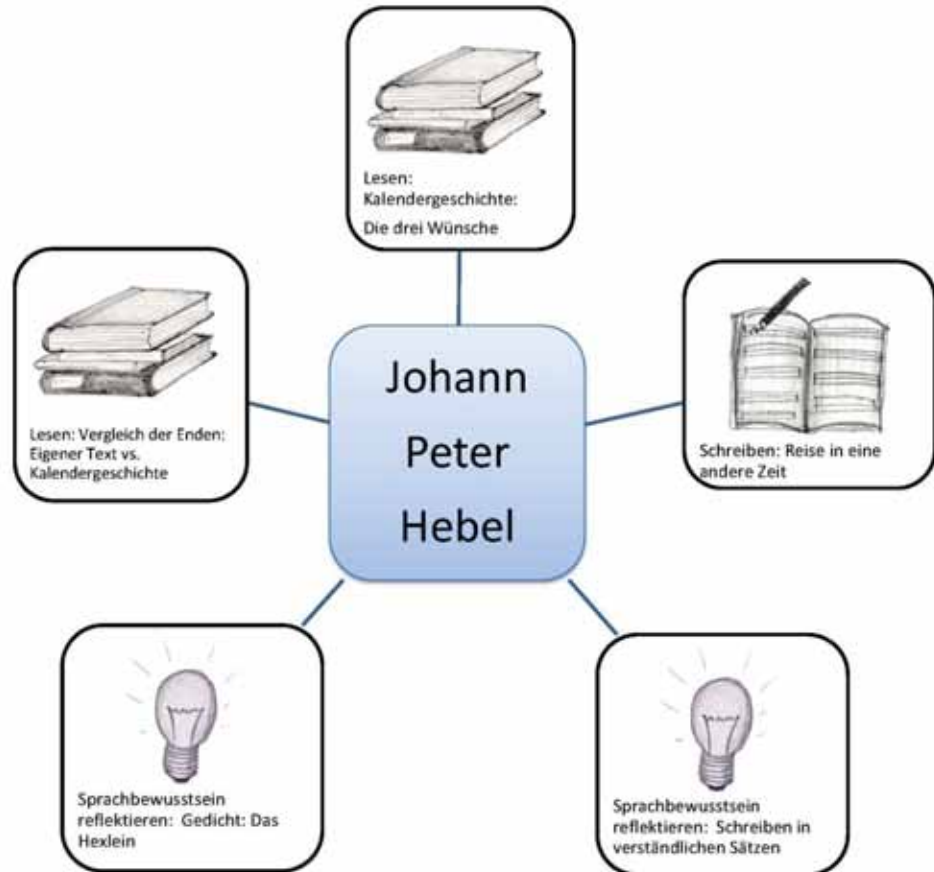 Lesen:
Kalendergeschichte:
Die drei Wünsche
Lesen: Vergleich der Enden:
Eigener Text vs.
Kalendergeschichte
Johann
Peter
Hebel
Schreiben: Reise in eine
andere Zeit
Sprachbewusstsein
reflektieren: Gedicht: Das
Hexlein
Sprachbewusstsein
reflektieren: Schreiben in
verständlichen Sätzen